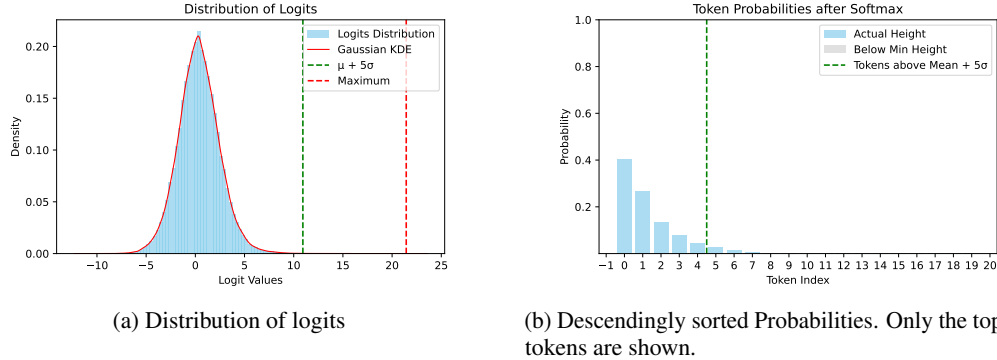 Distribution of Logits
Density
0.20
0.15
0.10
0.05
0.00
Logits Distribution
Gaussian KDE
μ + 5σ
Maximum
−10 −5 0 5 10 15 20 25
Logit Values
(a) Distribution of logits
Token Probabilities after Softmax
Probability
1.0
0.8
0.6
0.4
0.2
Actual Height
Below Min Height
Tokens above Mean + 5σ
−1 0 1 2 3 4 5 6 7 8 9 10 11 12 13 14 15 16 17 18 19 20
Token Index
(b) Descendingly sorted Probabilities. Only the top
tokens are shown.